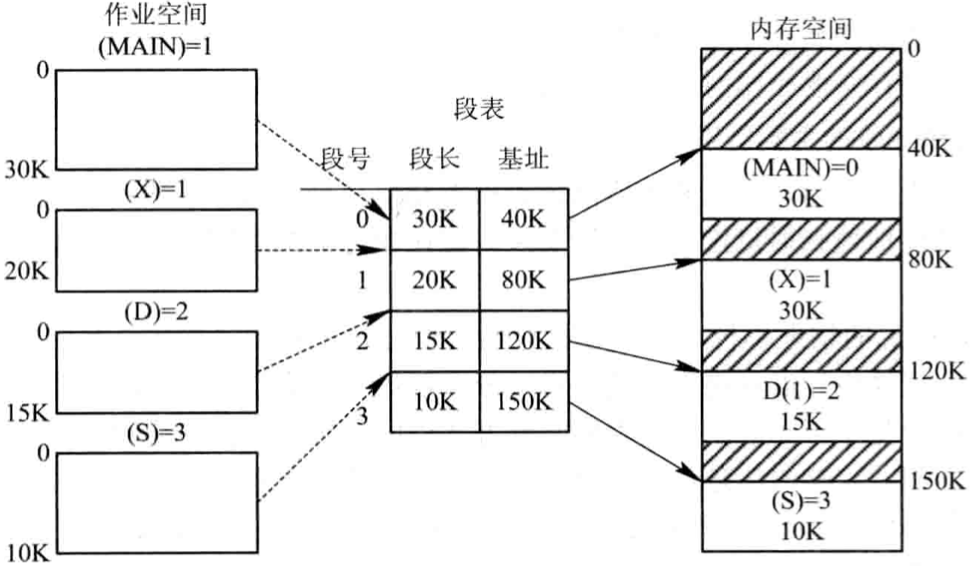 作业空间
(MAIN)=1
0
30K
(X)=1
0
20K
(D)=2
0
15K
(S)=3
0
10K
段表
段号 段长 基址
0 30K 40K
1 20K 80K
2 15K 120K
3 10K 150K
内存空间
0
40K
(MAIN)=0
30K
80K
(X)=1
30K
120K
D(1)=2
15K
150K
(S)=3
10K